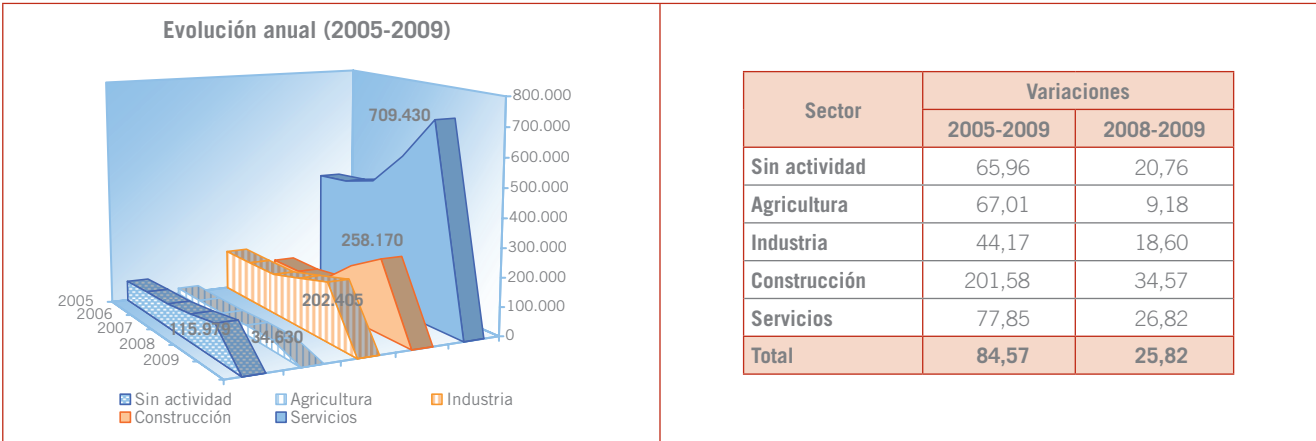 Evolución anual (2005-2009)
800.000
700.000
600.000
500.000
400.000
300.000
200.000
100.000
0
709.430
258.170
202.405
34.630
115.979
2005
2006
2007
2008
2009
Sin actividad Agricultura Industria
Construcción Servicios
Sector Variaciones
2005-2009 2008-2009
Sin actividad 65,96 20,76
Agricultura 67,01 9,18
Industria 44,17 18,60
Construcción 201,58 34,57
Servicios 77,85 26,82
Total 84,57 25,82